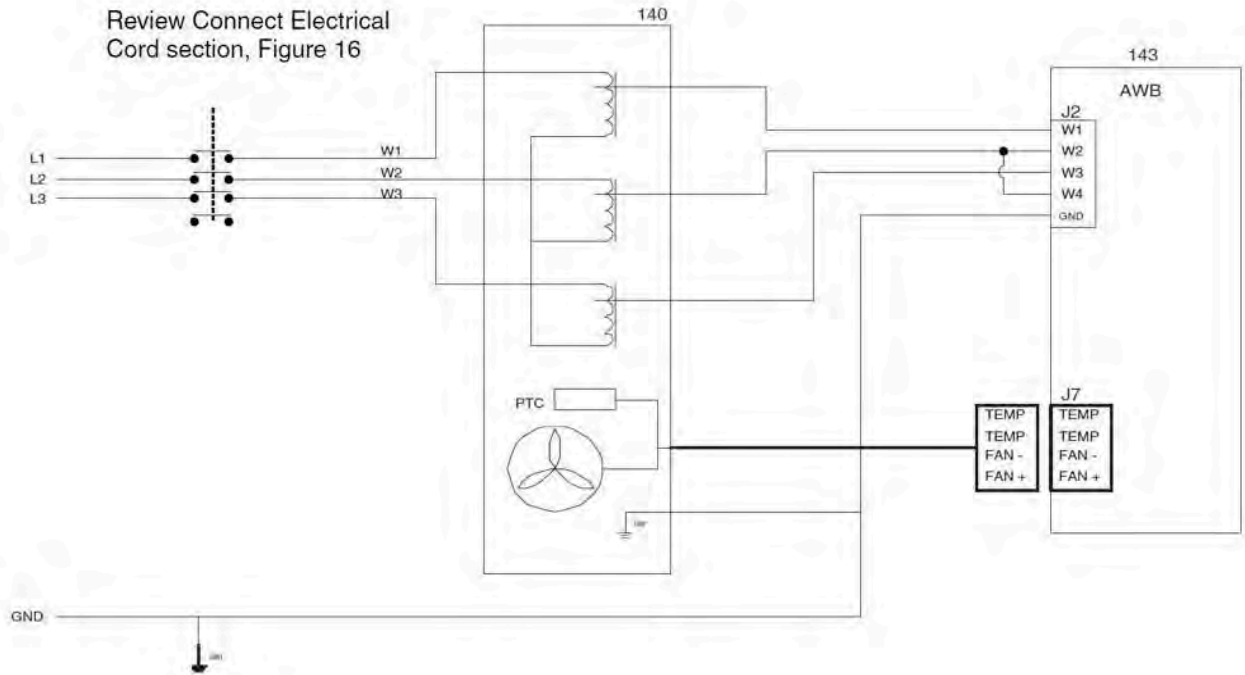 Review Connect Electrical
Cord section, Figure 16
140
143
AWB
J2
W1
W2
W3
W4
GND
L1
L2
L3
W1
W2
W3
PTC
J7
TEMP
TEMP
FAN -
FAN +
TEMP
TEMP
FAN -
FAN +
GND